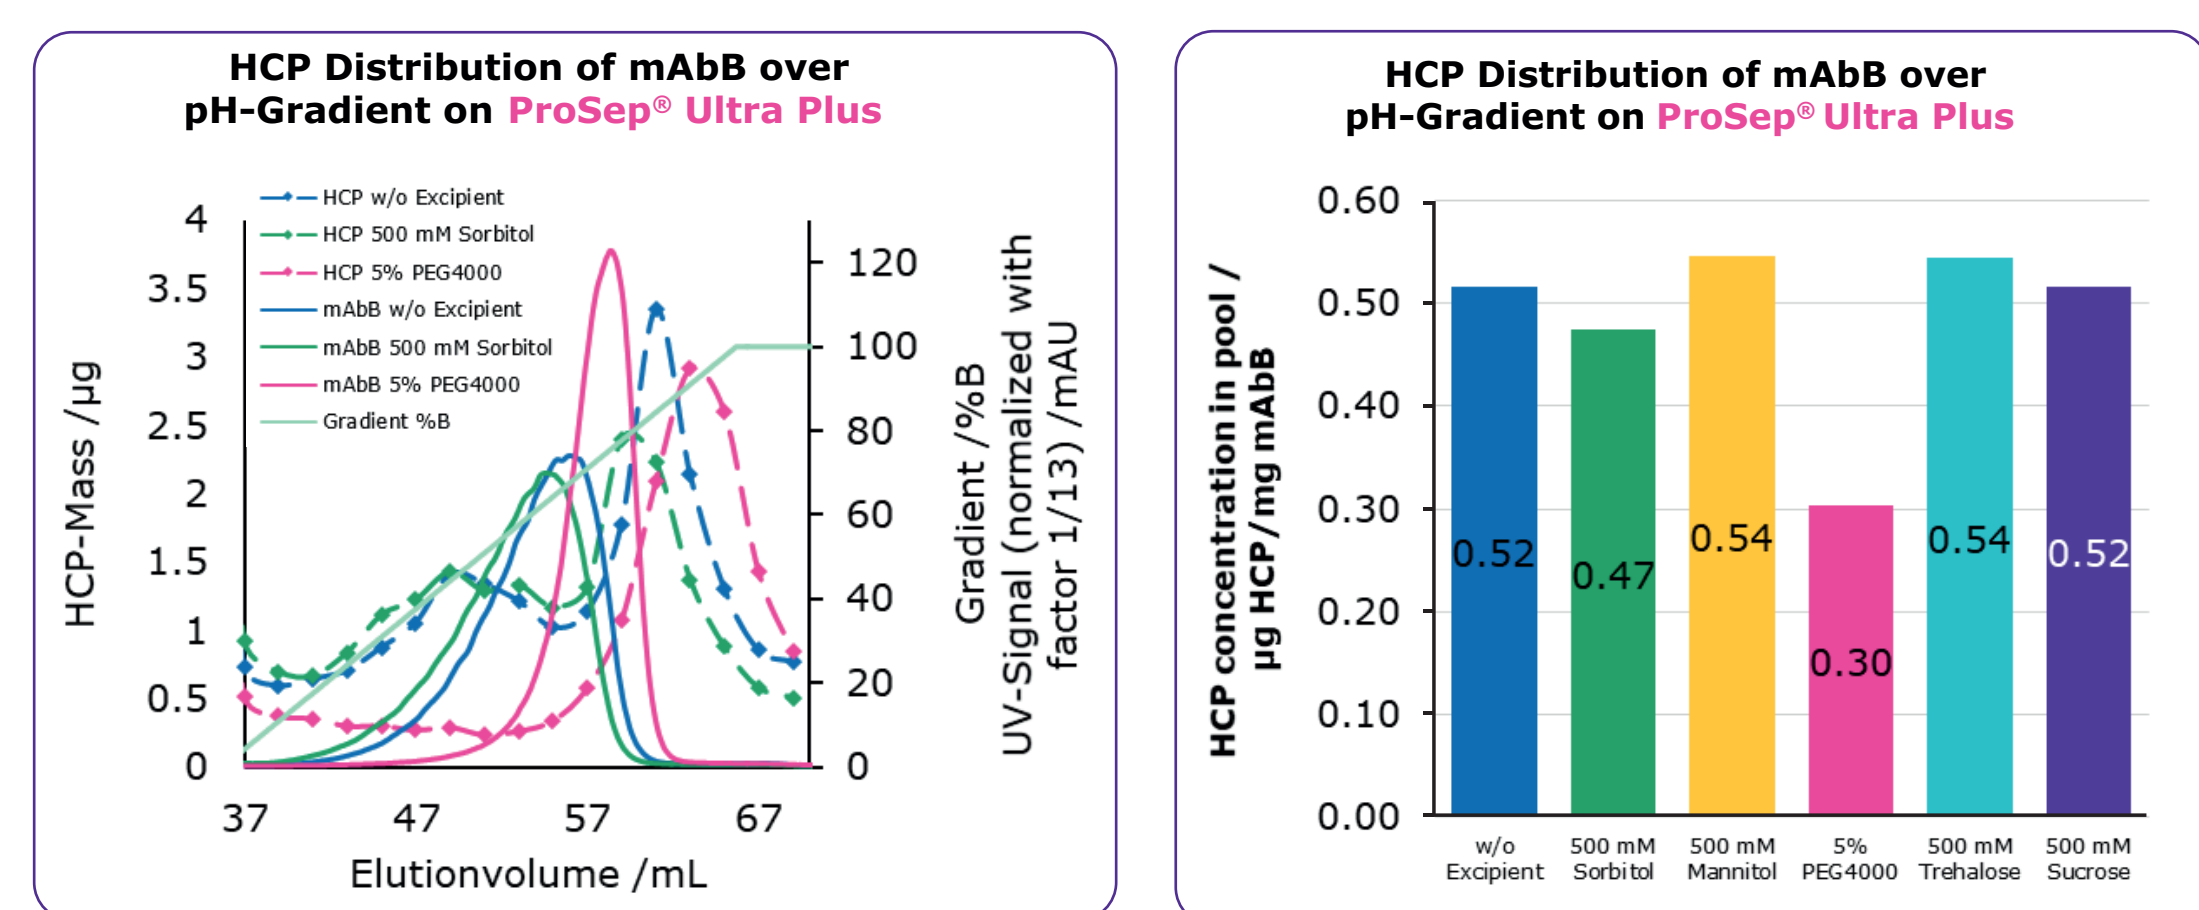 HCP Distribution of mAbB over
pH-Gradient on ProSep® Ultra Plus
HCP w/o Excipient
HCP 500 mM Sorbitol
HCP 5% PEG4000
mAbB w/o Excipient
mAbB 500 mM Sorbitol
mAbB 5% PEG4000
Gradient %B
HCP-Mass /µg
4
3.5
3
2.5
2
1.5
1
0.5
0
120
100
80
60
40
20
0
Gradient /%B
UV-Signal (normalized with
factor 1/13) /mAU
37 47 57 67
Elutionvolume /mL
HCP Distribution of mAbB over
pH-Gradient on ProSep® Ultra Plus
HCP concentration in pool /
µg HCP/mg mAbB
0.60
0.50
0.40
0.30
0.20
0.10
0.00
0.52
0.47
0.54
0.30
0.54
0.52
w/o
Excipient
500 mM
Sorbitol
500 mM
Mannitol
5%
PEG4000
500 mM
Trehalose
500 mM
Sucrose